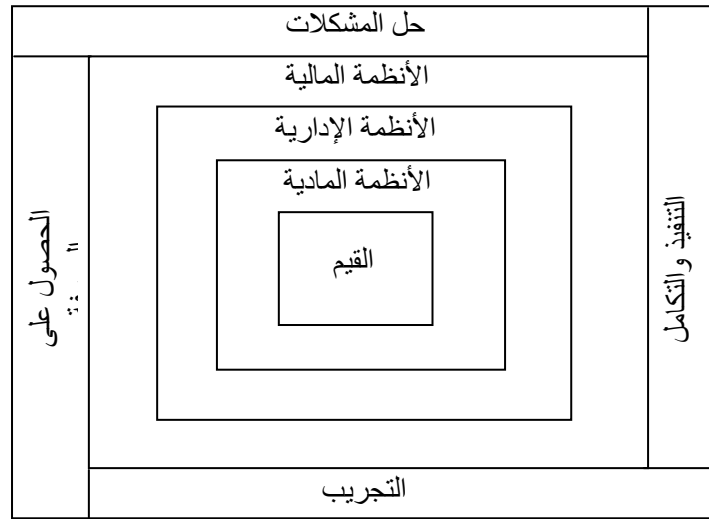 حل المشكلات
الأنظمة المالية
الأنظمة الإدارية
الأنظمة المادية
القيم
التنفيذ والتكامل
الحصول على
التجريب